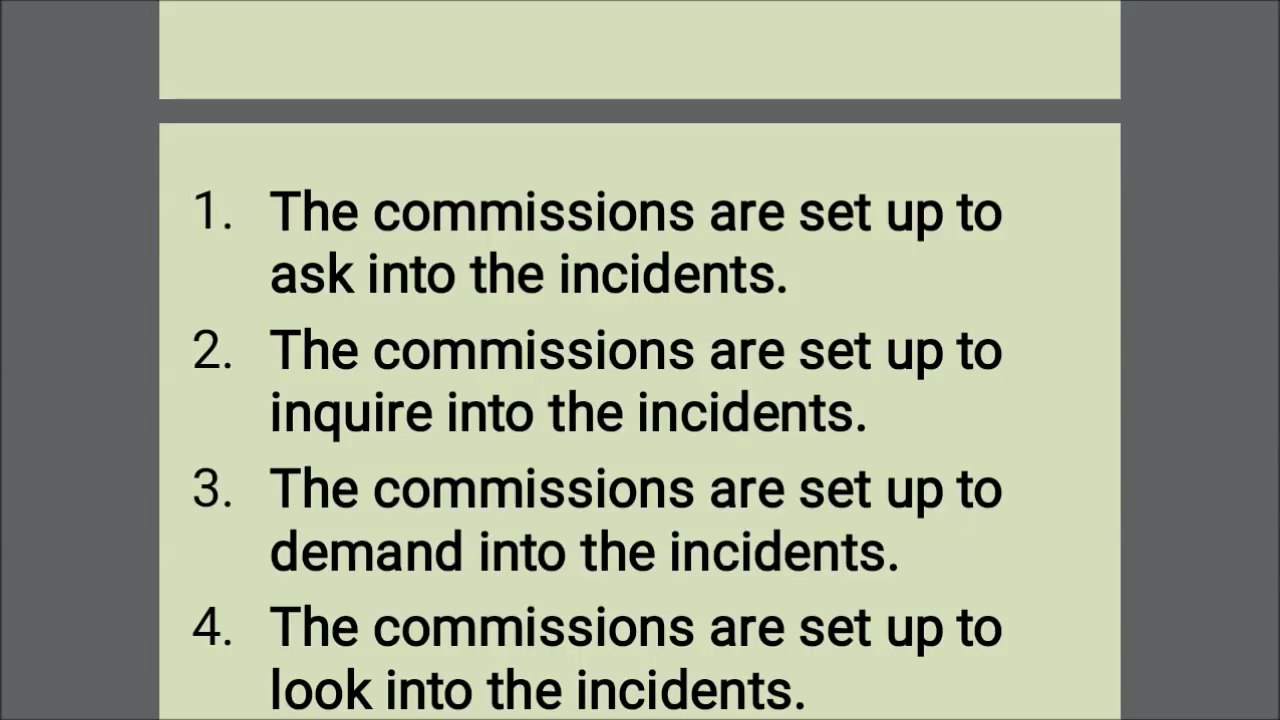 1. The commissions are set up to
ask into the incidents.
2. The commissions are set up to
inquire into the incidents.
3. The commissions are set up to
demand into the incidents.
4. The commissions are set up to
look into the incidents.